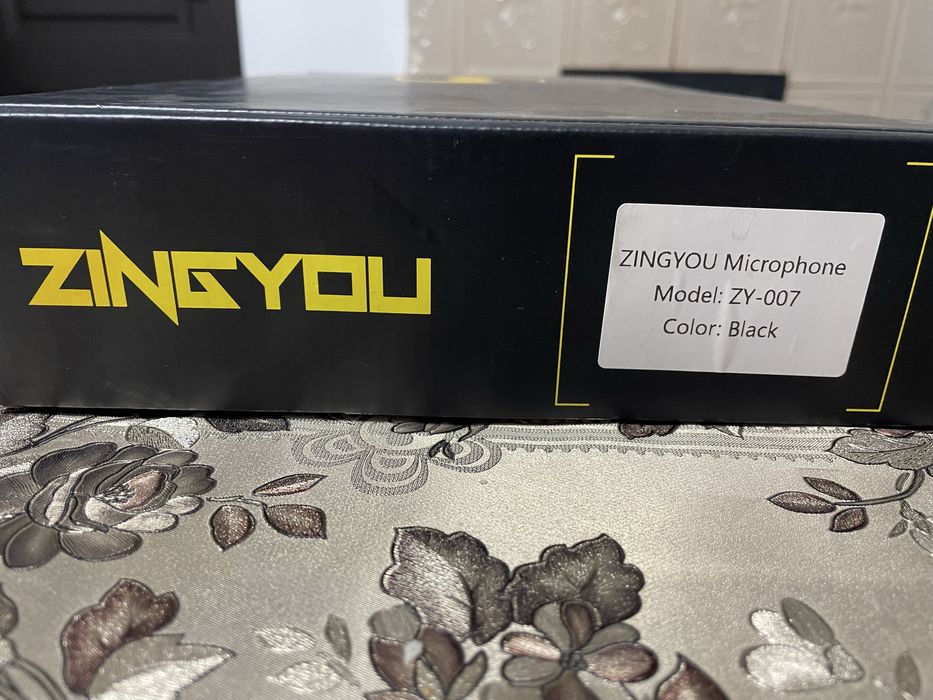 ZINGYOU
ZINGYOU Microphone
Model: ZY-007
Color: Black